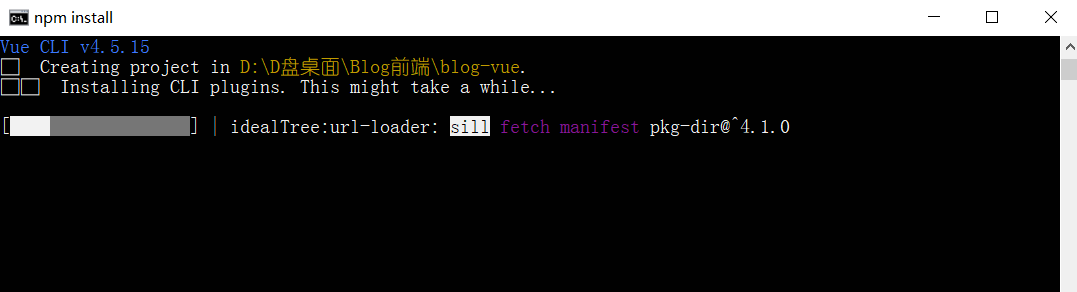 npm install
Vue CLI v4.5.15
Creating project in D:\D盘桌面\Blog前端\blog-vue.
Installing CLI plugins. This might take a while...
[ ] | idealTree:url-loader: sill fetch manifest pkg-dir@^4.1.0